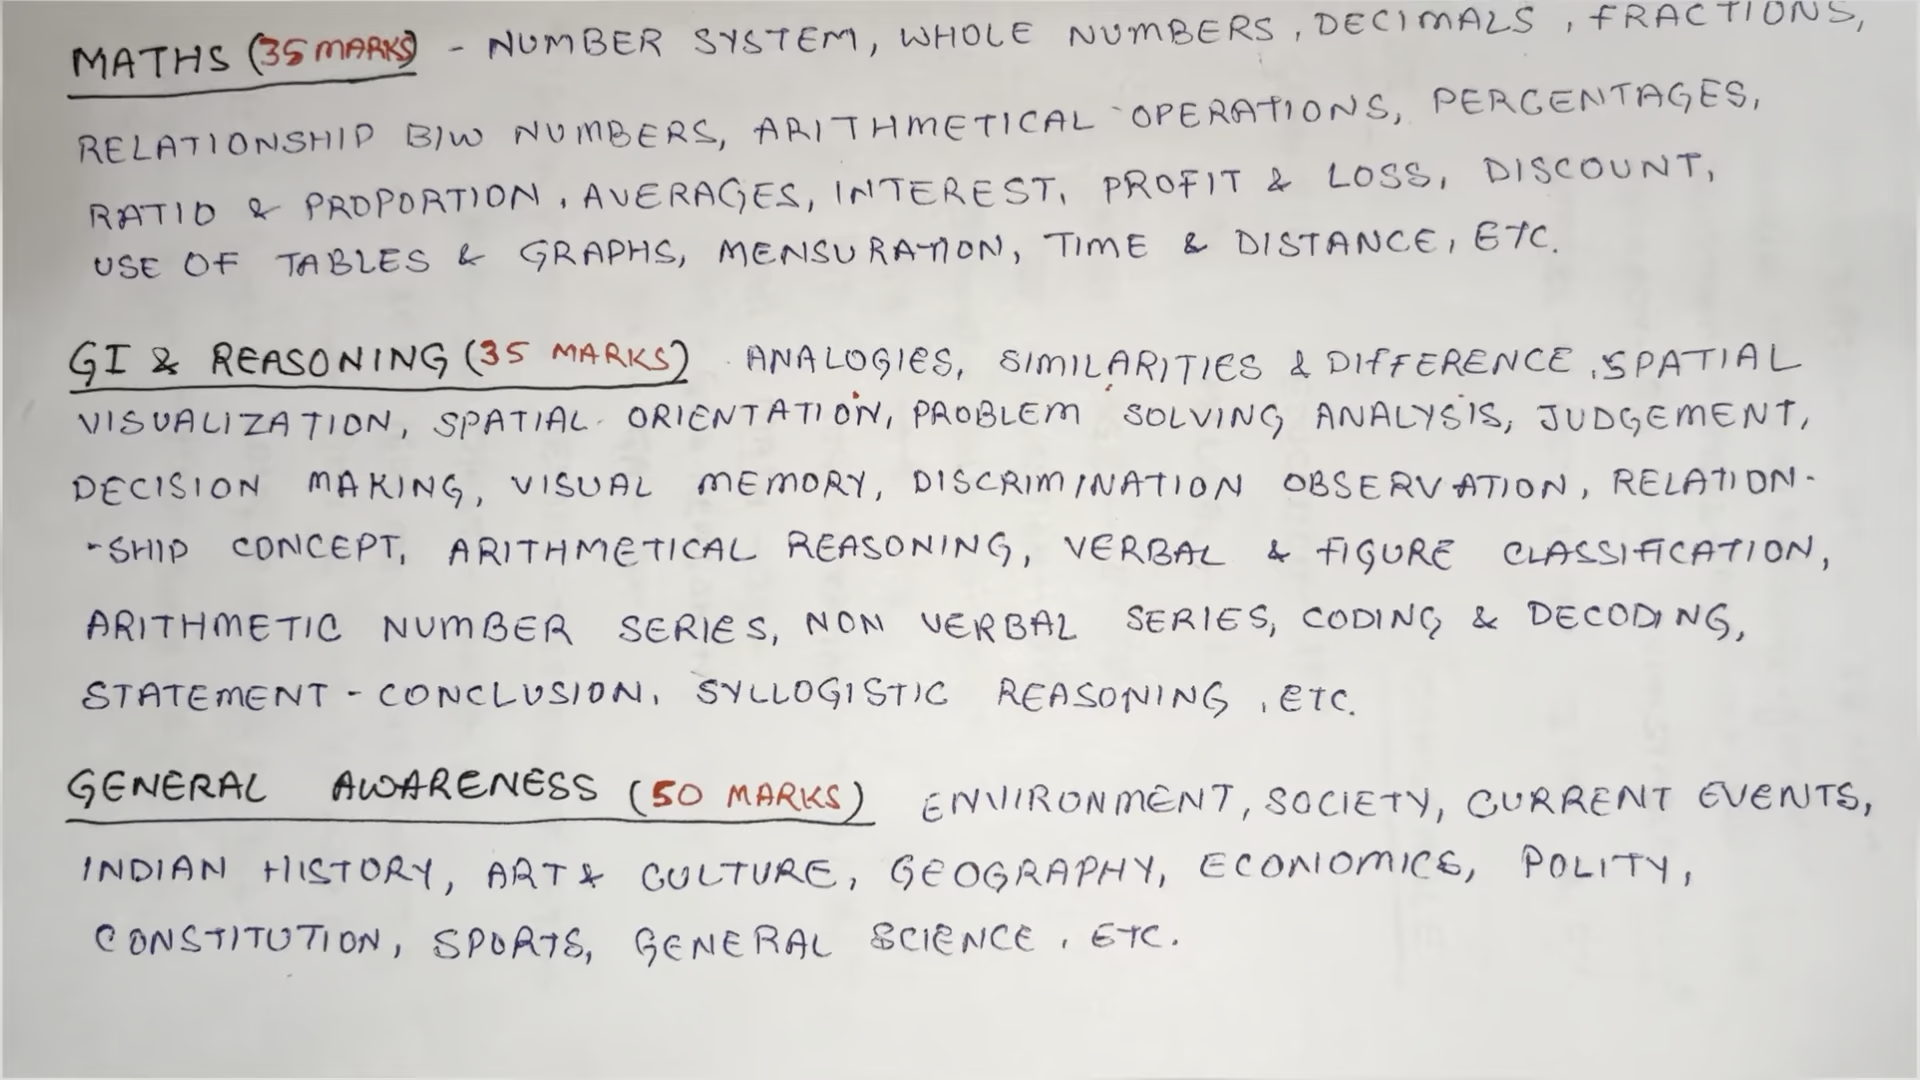 MATHS (35 MARKS) - NUMBER SYSTEM, WHOLE NUMBERS, DECIMALS, FRACTIONS,
RELATIONSHIP B/W NUMBERS, ARITHMETICAL OPERATIONS, PERCENTAGES,
RATIO & PROPORTION, AVERAGES, INTEREST, PROFIT & LOSS, DISCOUNT,
USE OF TABLES & GRAPHS, MENSURATION, TIME & DISTANCE, ETC.
GI & REASONING (35 MARKS) ANALOGIES, SIMILARITIES & DIFFERENCE, SPATIAL
VISUALIZATION, SPATIAL ORIENTATION, PROBLEM SOLVING ANALYSIS, JUDGEMENT,
DECISION MAKING, VISUAL MEMORY, DISCRIMINATION OBSERVATION, RELATION-
-SHIP CONCEPT, ARITHMETICAL REASONING, VERBAL & FIGURE CLASSIFICATION,
ARITHMETIC NUMBER SERIES, NON VERBAL SERIES, CODING & DECODING,
STATEMENT - CONCLUSION, SYLLOGISTIC REASONING, ETC.
GENERAL AWARENESS (50 MARKS) ENVIRONMENT, SOCIETY, CURRENT EVENTS,
INDIAN HISTORY, ART & CULTURE, GEOGRAPHY, ECONOMICS, POLITY,
CONSTITUTION, SPORTS, GENERAL SCIENCE, ETC.